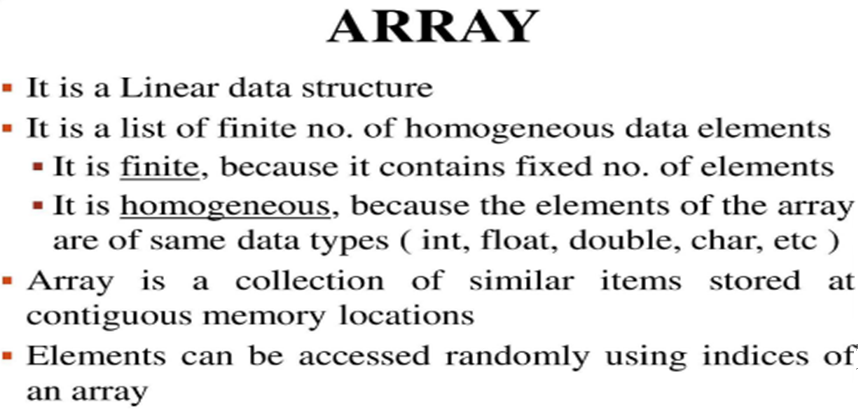 ARRAY
▪ It is a Linear data structure
▪ It is a list of finite no. of homogeneous data elements
▪ It is finite, because it contains fixed no. of elements
▪ It is homogeneous, because the elements of the array
are of same data types ( int, float, double, char, etc )
▪ Array is a collection of similar items stored at
contiguous memory locations
▪ Elements can be accessed randomly using indices of
an array